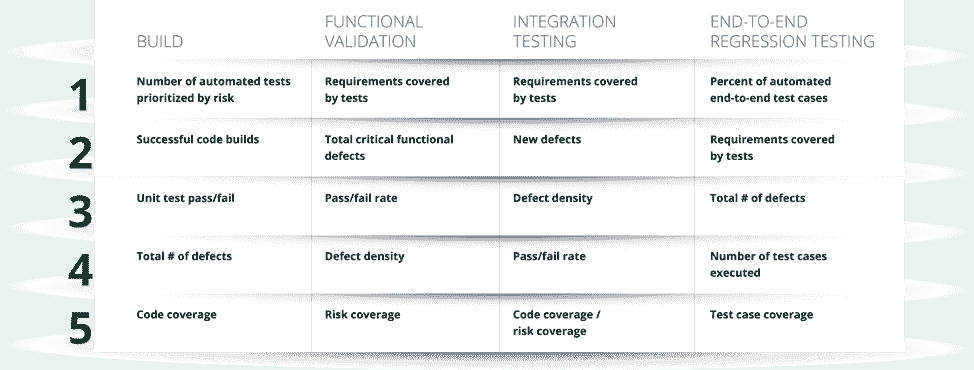 BUILD
FUNCTIONAL
VALIDATION
INTEGRATION
TESTING
END-TO-END
REGRESSION TESTING
1
Number of automated tests
prioritized by risk
Requirements covered
by tests
Requirements covered
by tests
Percent of automated
end-to-end test cases
2
Successful code builds
Total critical functional
defects
New defects
Requirements covered
by tests
3
Unit test pass/fail
Pass/fail rate
Defect density
Total # of defects
4
Total # of defects
Defect density
Pass/fail rate
Number of test cases
executed
5
Code coverage
Risk coverage
Code coverage /
risk coverage
Test case coverage